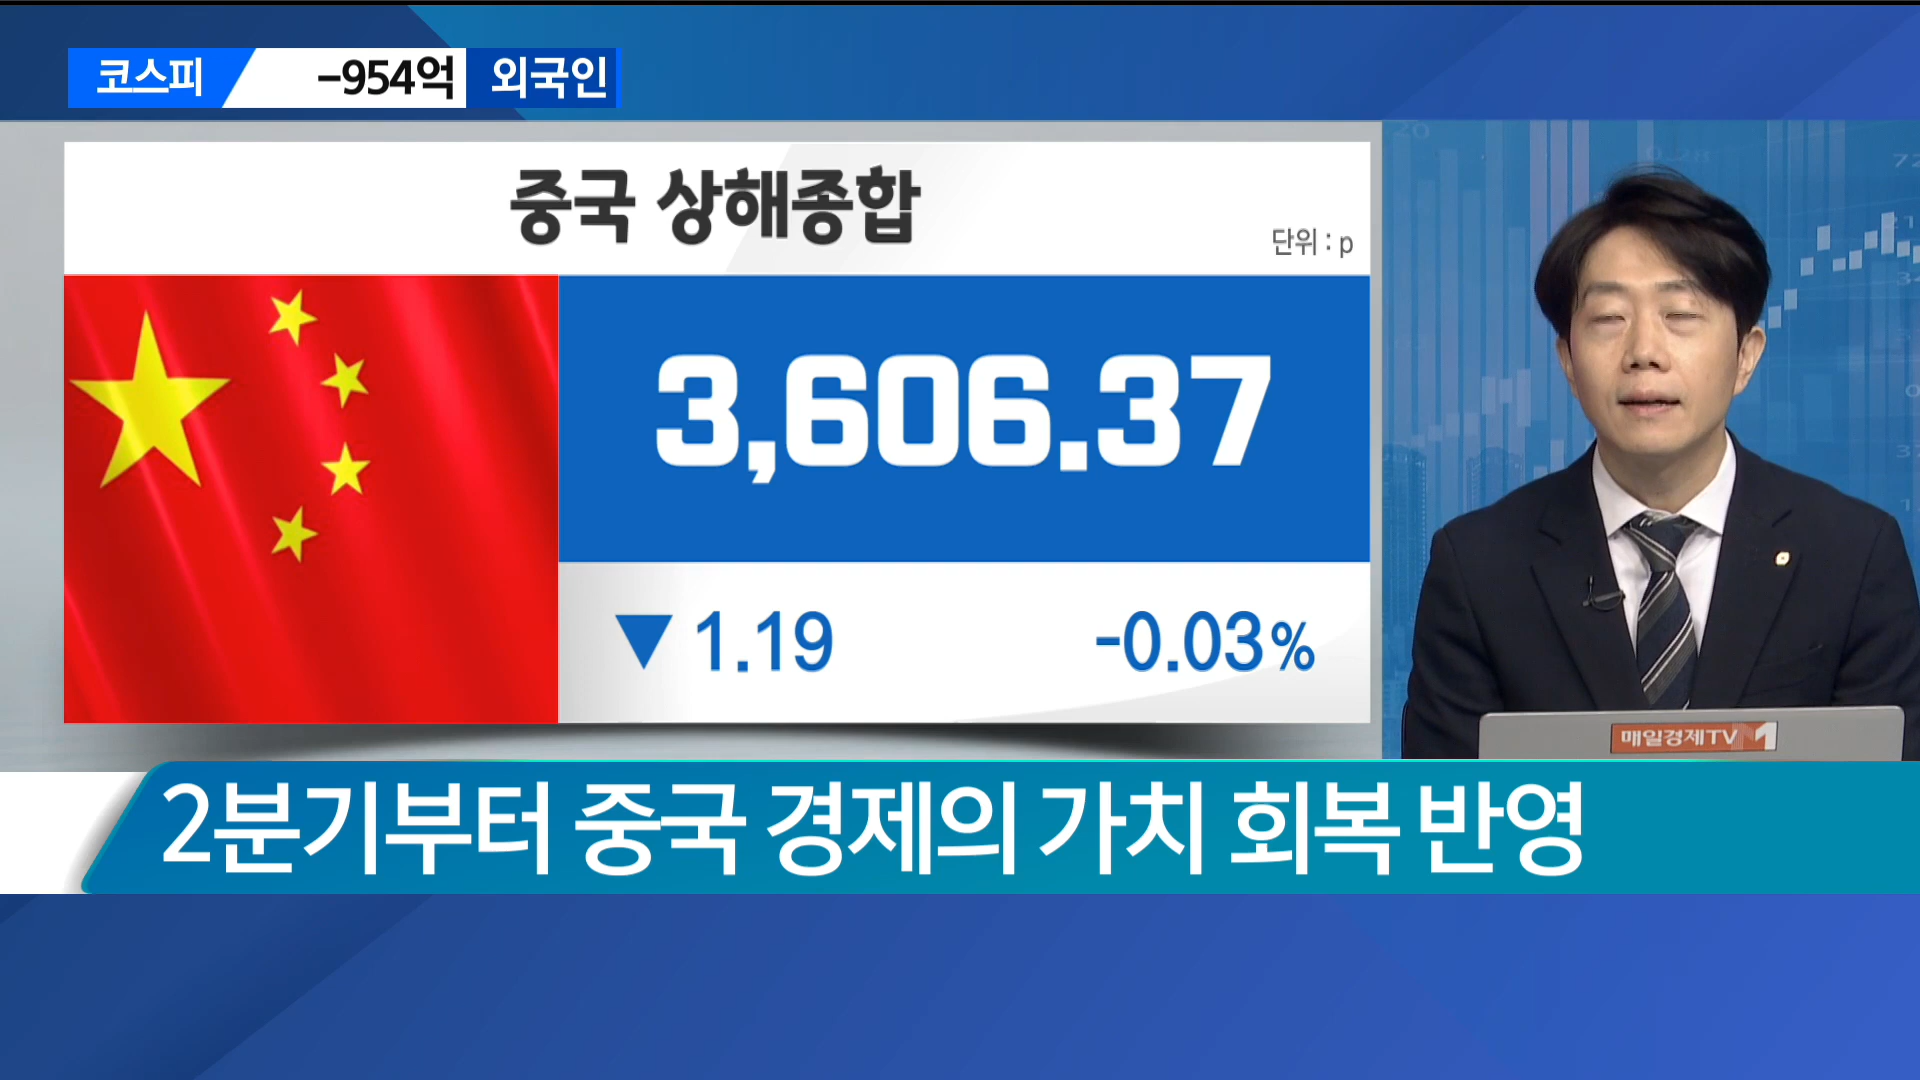 코스피 -954억 외국인
중국 상해종합
단위 : p
3,606.37
▼ 1.19 -0.03%
매일경제TV M
2분기부터 중국 경제의 가치 회복 반영